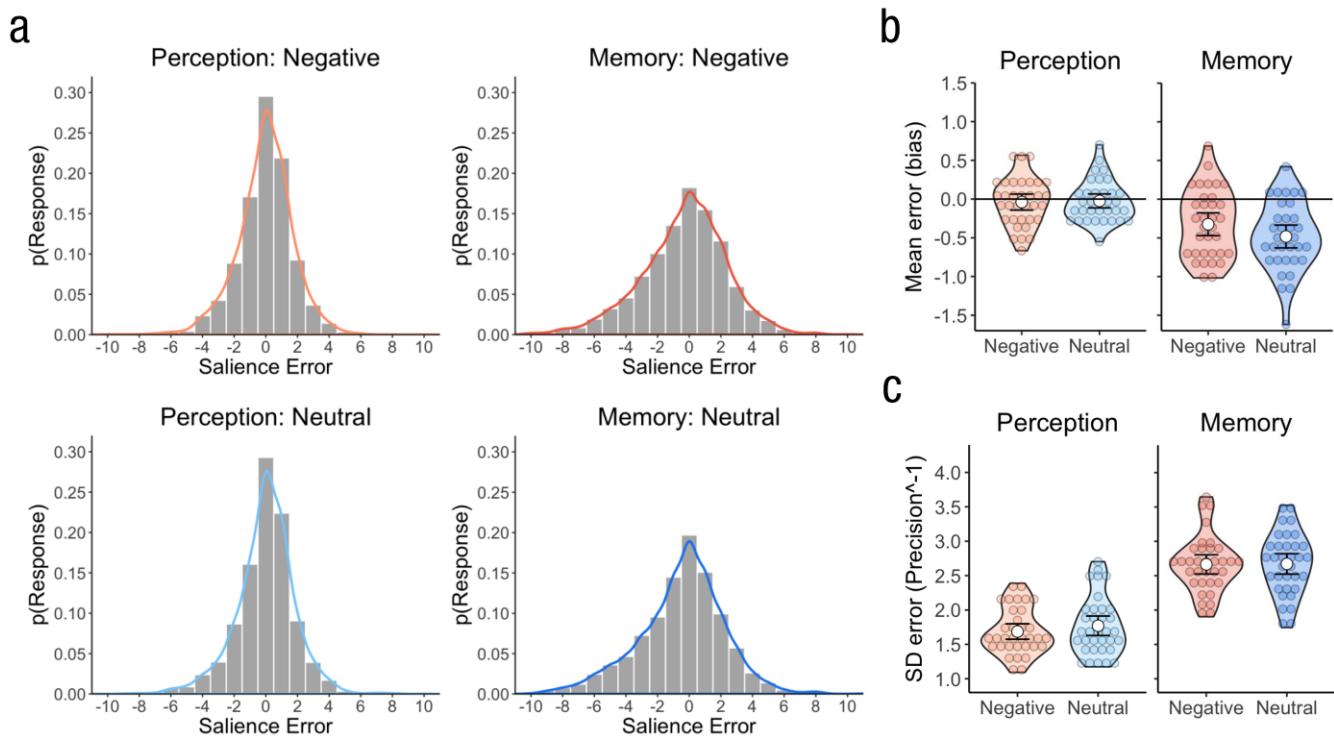 a
Perception: Negative
p(Response)
0.30
0.25
0.20
0.15
0.10
0.05
0.00
-10 -8 -6 -4 -2 0 2 4 6 8 10
Salience Error
Memory: Negative
p(Response)
0.30
0.25
0.20
0.15
0.10
0.05
0.00
-10 -8 -6 -4 -2 0 2 4 6 8 10
Salience Error
Perception: Neutral
p(Response)
0.30
0.25
0.20
0.15
0.10
0.05
0.00
-10 -8 -6 -4 -2 0 2 4 6 8 10
Salience Error
Memory: Neutral
p(Response)
0.30
0.25
0.20
0.15
0.10
0.05
0.00
-10 -8 -6 -4 -2 0 2 4 6 8 10
Salience Error
b
Perception Memory
Mean error (bias)
1.5
1.0
0.5
0.0
-0.5
-1.0
-1.5
Negative Neutral Negative Neutral
c
Perception Memory
SD error (Precision^-1)
4.0
3.5
3.0
2.5
2.0
1.5
1.0
Negative Neutral Negative Neutral